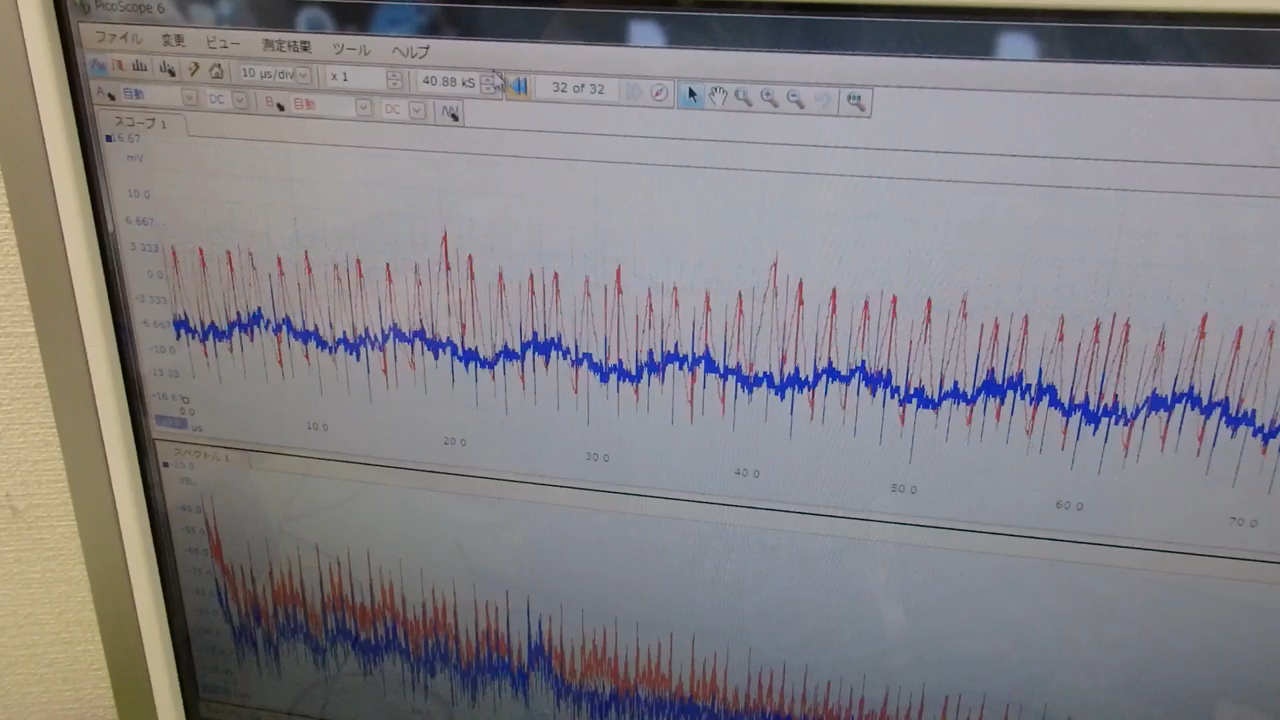 PicoScope 6
ファイル 変更 ビュー 測定結果 ツール ヘルプ
10 µs/div x 1 40.88 kS 32 of 32
A 自動 DC B 自動 DC
スコープ 1
16.67
mV
10.0
6.667
3.333
0.0
-3.333
-6.667
-10.0
-13.33
-16.67
0.0
µs
10.0 20.0 30.0 40.0 50.0 60.0 70.0
スペクトル 1